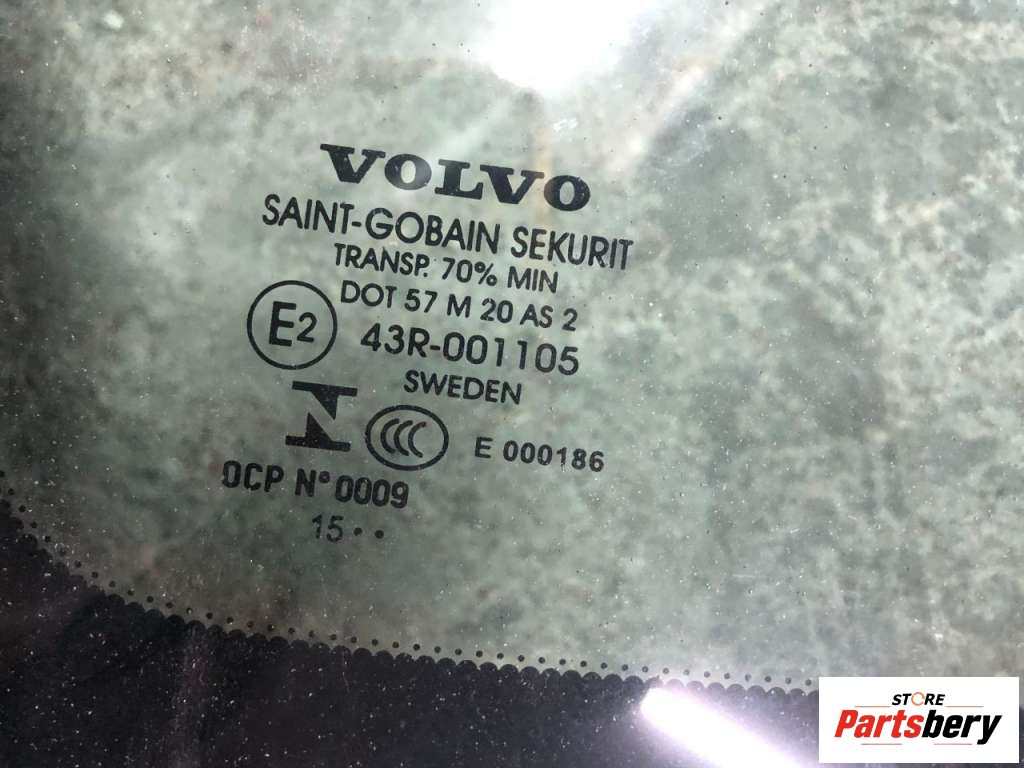 VOLVO
SAINT-GOBAIN SEKURIT
TRANSP. 70% MIN
DOT 57 M 20 AS 2
E2 43R-001105
SWEDEN
N CCC E 000186
OCP N°0009
15··
STORE
Partsbery